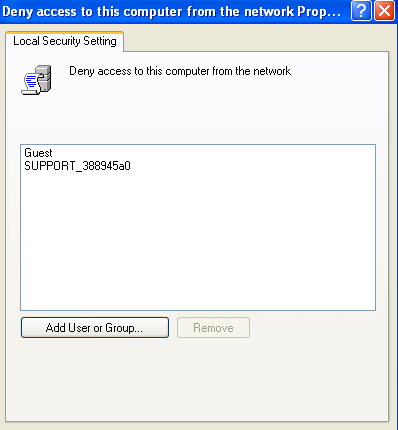 Deny access to this computer from the network Prop...
Local Security Setting
Deny access to this computer from the network
Guest
SUPPORT_388945a0
Add User or Group...
Remove